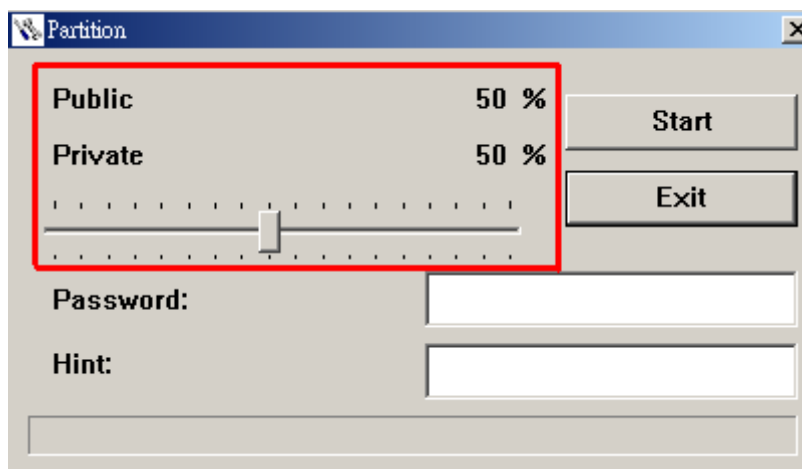 Partition
Public 50 %
Start
Private 50 %
Exit
Password:
Hint: